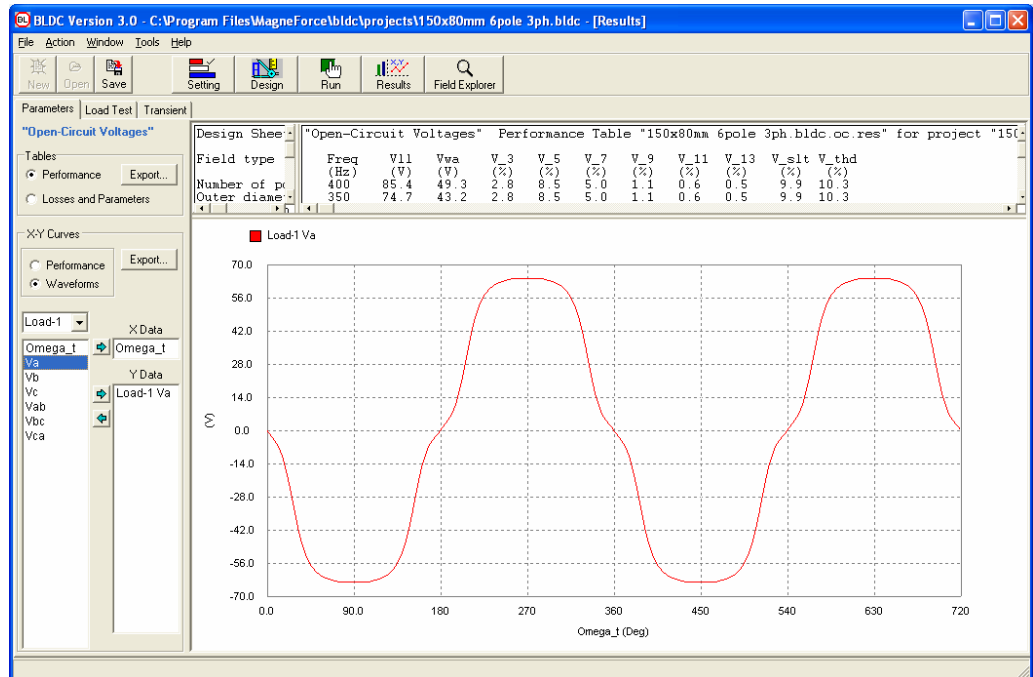 BLDC Version 3.0 - C:\Program Files\MagneForce\bldc\projects\150x80mm 6pole 3ph.bldc - [Results]
File Action Window Tools Help
New Open Save Setting Design Run Results Field Explorer
Parameters Load Test Transient
"Open-Circuit Voltages"
Tables
Performance Export...
Losses and Parameters
Design Shee
Field type
Number of po
Outer diame
"Open-Circuit Voltages" Performance Table "150x80mm 6pole 3ph.bldc.oc.res" for project "150
Freq Vll Vwa V_3 V_5 V_7 V_9 V_11 V_13 V_slt V_thd
(Hz) (V) (V) (%) (%) (%) (%) (%) (%) (%) (%)
400 85.4 49.3 2.8 8.5 5.0 1.1 0.6 0.5 9.9 10.3
350 74.7 43.2 2.8 8.5 5.0 1.1 0.6 0.5 9.9 10.3
X-Y Curves
Performance Export...
Waveforms
Load-1
Omega_t
Va
Vb
Vc
Vab
Vbc
Vca
X Data
Omega_t
Y Data
Load-1 Va
Load-1 Va
70.0
56.0
42.0
28.0
14.0
0.0
-14.0
-28.0
-42.0
-56.0
-70.0
(V)
0.0 90.0 180 270 360 450 540 630 720
Omega_t (Deg)